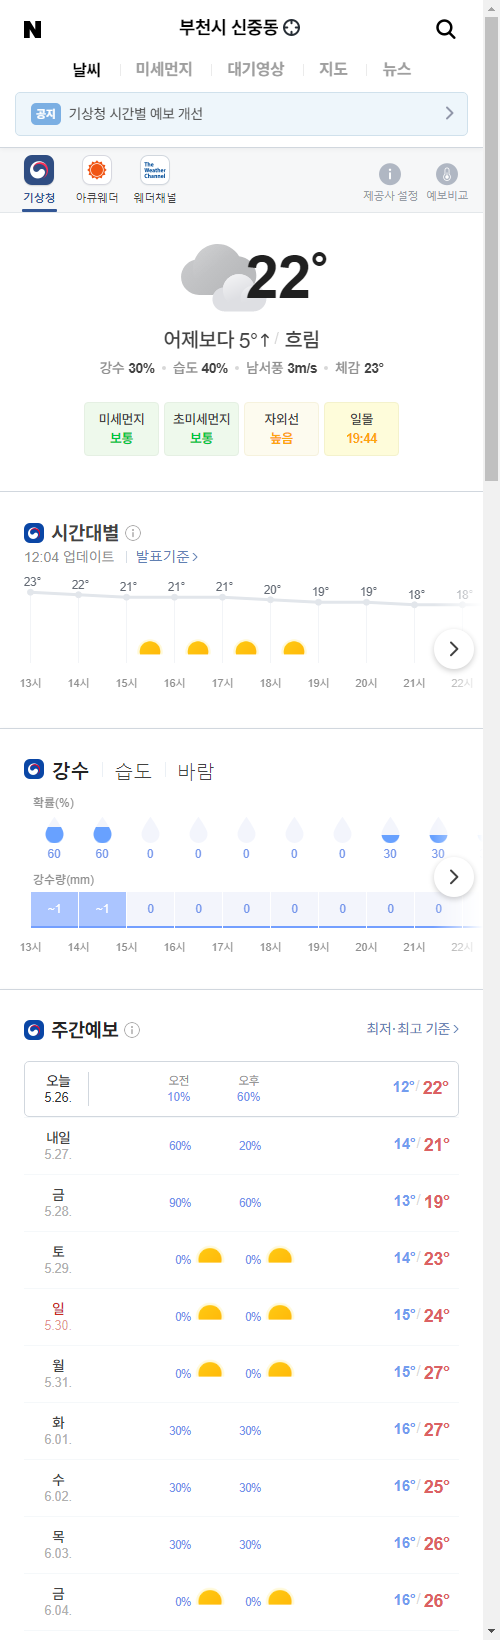 N 부천시 신중동
날씨 미세먼지 대기영상 지도 뉴스
공지 기상청 시간별 예보 개선
The Weather Channel
기상청 아큐웨더 웨더채널 제공사 설정 예보비교
22°
어제보다 5°↑ / 흐림
강수 30% • 습도 40% • 남서풍 3m/s • 체감 23°
미세먼지 초미세먼지 자외선 일몰
보통 보통 높음 19:44
시간대별
12:04 업데이트 발표기준 >
23° 22° 21° 21° 21° 20° 19° 19° 18° 18°
13시 14시 15시 16시 17시 18시 19시 20시 21시 22시
강수 습도 바람
확률(%)
60 60 0 0 0 0 0 30 30
강수량(mm)
~1 ~1 0 0 0 0 0 0 0
13시 14시 15시 16시 17시 18시 19시 20시 21시 22시
주간예보 최저·최고 기준 >
오늘 오전 오후
5.26. 10% 60% 12° / 22°
내일
5.27. 60% 20% 14° / 21°
금
5.28. 90% 60% 13° / 19°
토
5.29. 0% 0% 14° / 23°
일
5.30. 0% 0% 15° / 24°
월
5.31. 0% 0% 15° / 27°
화
6.01. 30% 30% 16° / 27°
수
6.02. 30% 30% 16° / 25°
목
6.03. 30% 30% 16° / 26°
금
6.04. 0% 0% 16° / 26°